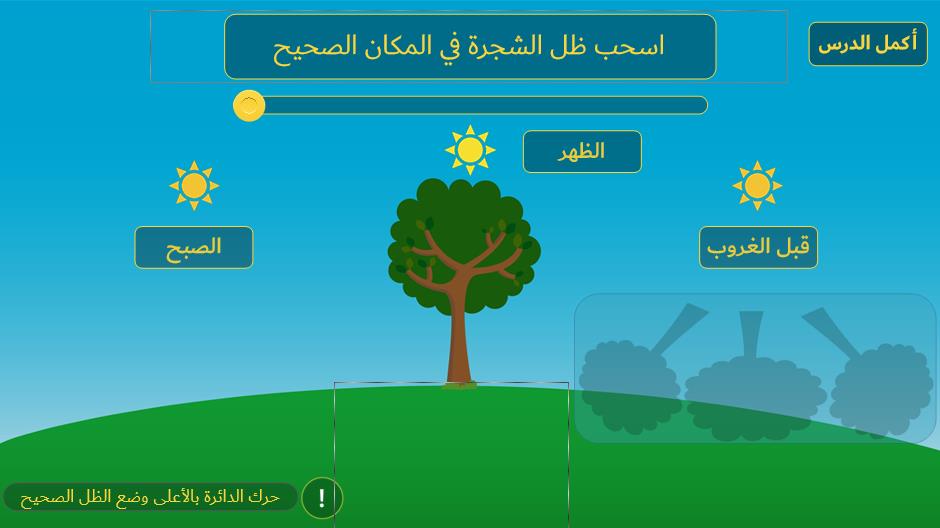 أكمل الدرس
اسحب ظل الشجرة في المكان الصحيح
الظهر
الصبح
قبل الغروب
حرك الدائرة بالأعلى وضع الظل الصحيح
!